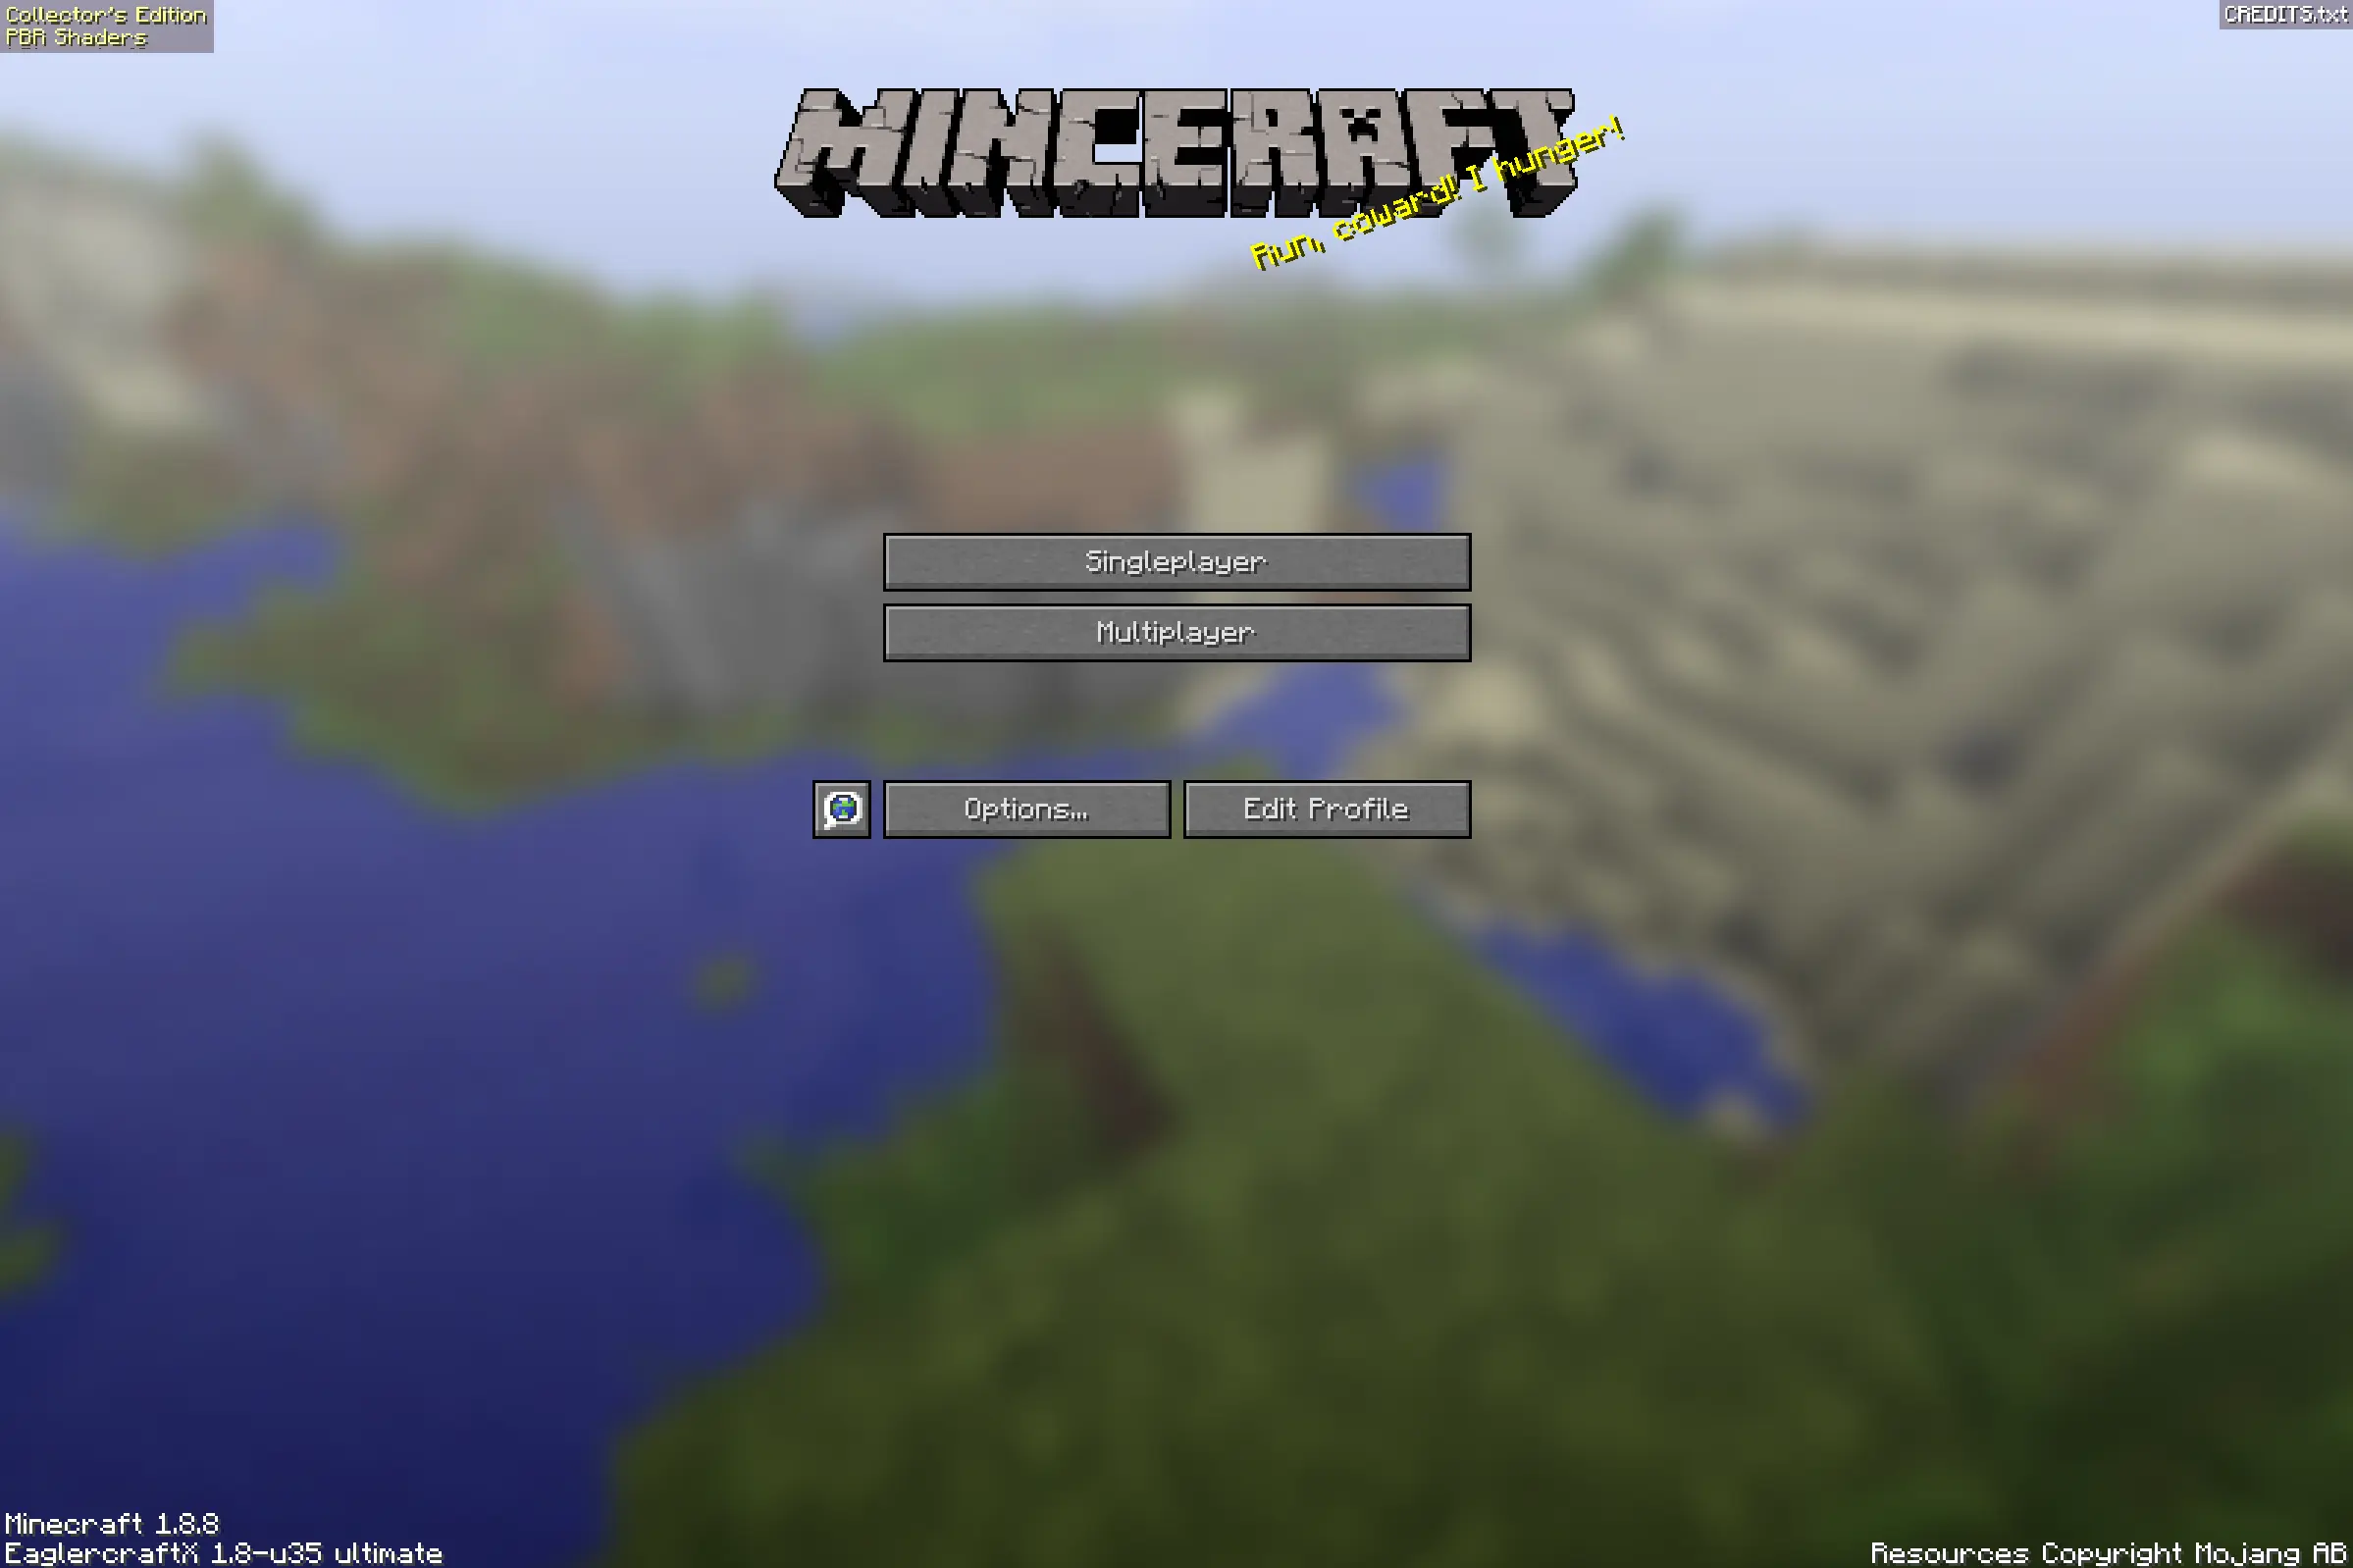 Collector's Edition
PBR Shaders
CREDITS.txt
MINCERAFT
Run, coward! I hunger!
Singleplayer
Multiplayer
Options...
Edit Profile
Minecraft 1.8.8
EaglercraftX 1.8-u35 ultimate
Resources Copyright Mojang AB